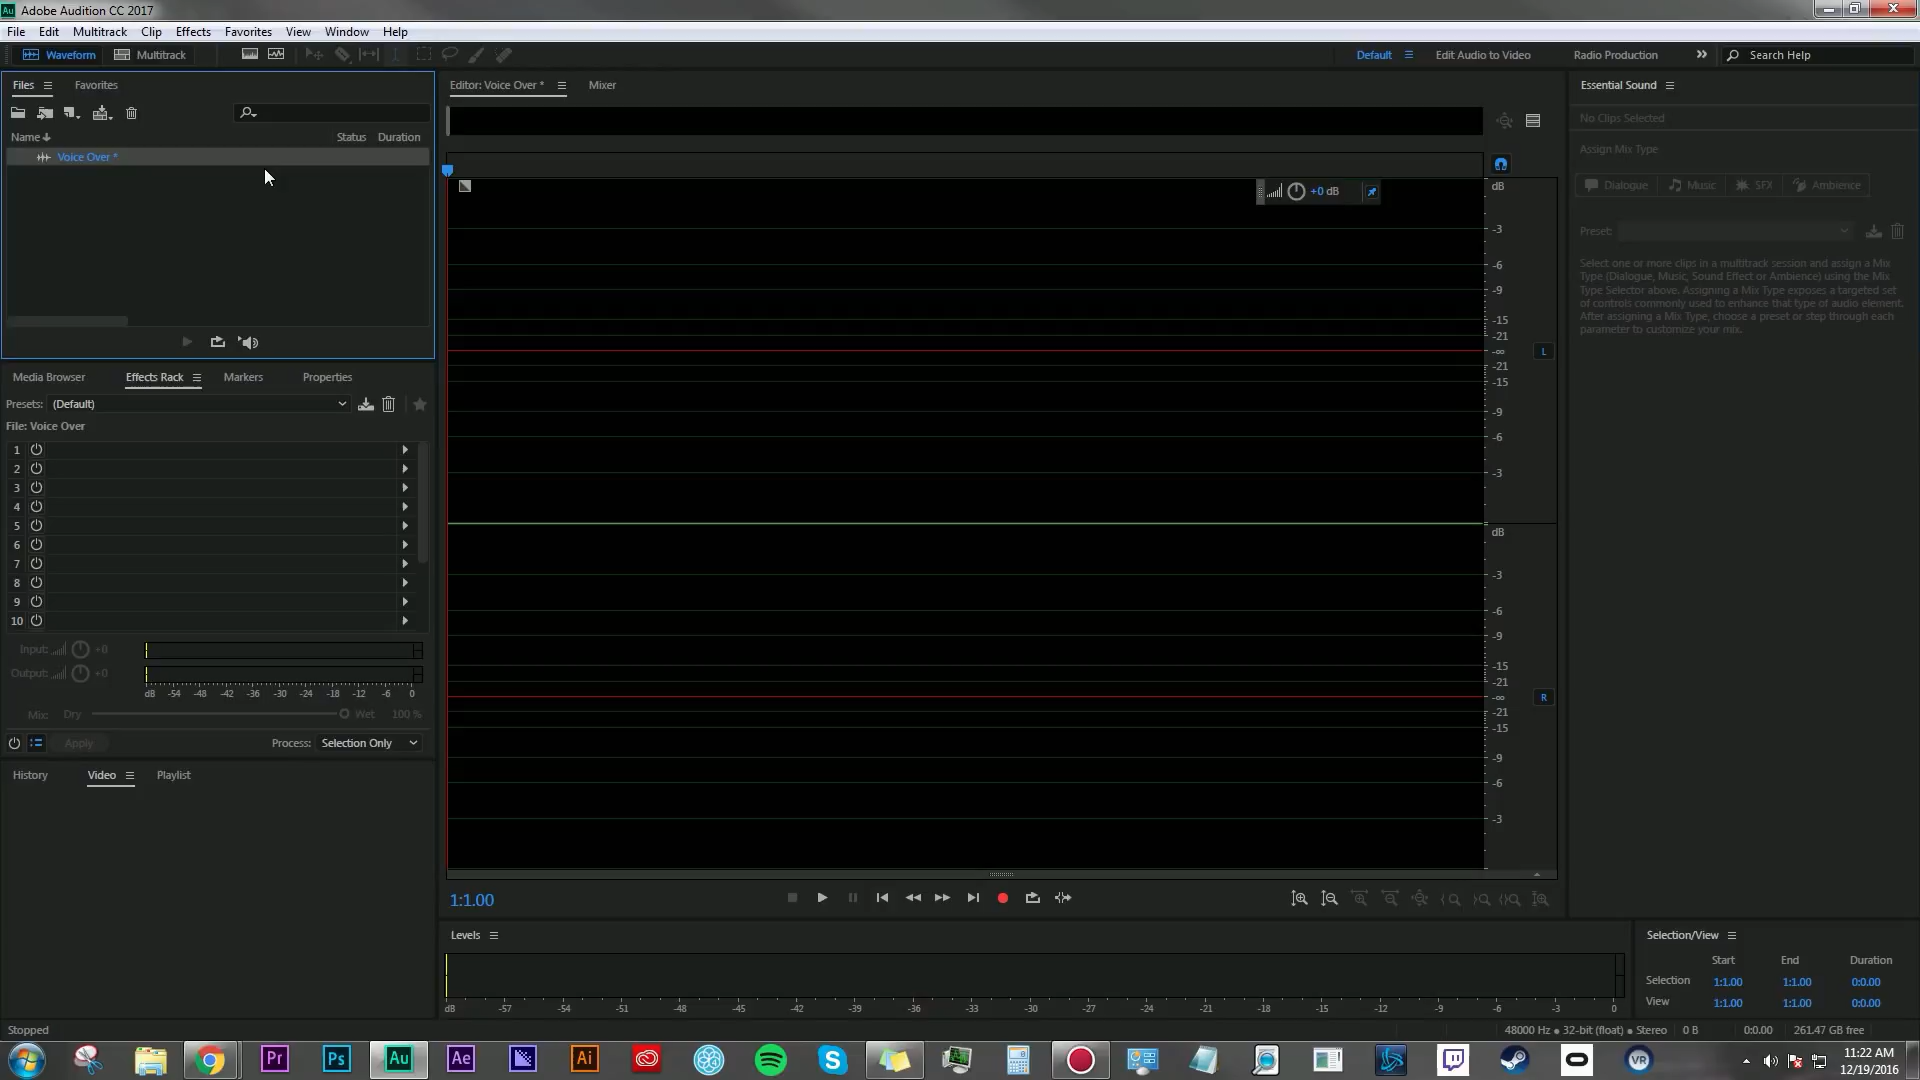 Au Adobe Audition CC 2017
File Edit Multitrack Clip Effects Favorites View Window Help
Waveform Multitrack Default Edit Audio to Video Radio Production Search Help
Files Favorites
Name Status Duration
Voice Over *
Media Browser Effects Rack Markers Properties
Presets: (Default)
File: Voice Over
1
2
3
4
5
6
7
8
9
10
Input: +0
Output: +0
dB -54 -48 -42 -36 -30 -24 -18 -12 -6 0
Mix: Dry Wet 100 %
Apply Process: Selection Only
History Video Playlist
Editor: Voice Over * Mixer
+0 dB
dB
-3
-6
-9
-15
-21
-∞
-21
-15
-9
-6
-3
L
dB
-3
-6
-9
-15
-21
-∞
-21
-15
-9
-6
-3
R
1:1.00
Levels
dB -57 -54 -51 -48 -45 -42 -39 -36 -33 -30 -27 -24 -21 -18 -15 -12 -9 -6 -3 0
Essential Sound
No Clips Selected
Assign Mix Type
Dialogue Music SFX Ambience
Preset:
Select one or more clips in a multitrack session and assign a Mix
Type (Dialogue, Music, Sound Effect or Ambience) using the Mix
Type Selector above. Assigning a Mix Type exposes a targeted set
of controls commonly used to enhance that type of audio element.
After assigning a Mix Type, choose a preset or step through each
parameter to customize your mix.
Selection/View
Start End Duration
Selection 1:1.00 1:1.00 0:0.00
View 1:1.00 1:1.00 0:0.00
Stopped
48000 Hz • 32-bit (float) • Stereo 0 B 0:0.00 261.47 GB free
Pr Ps Au Ae Ai VR
11:22 AM
12/19/2016